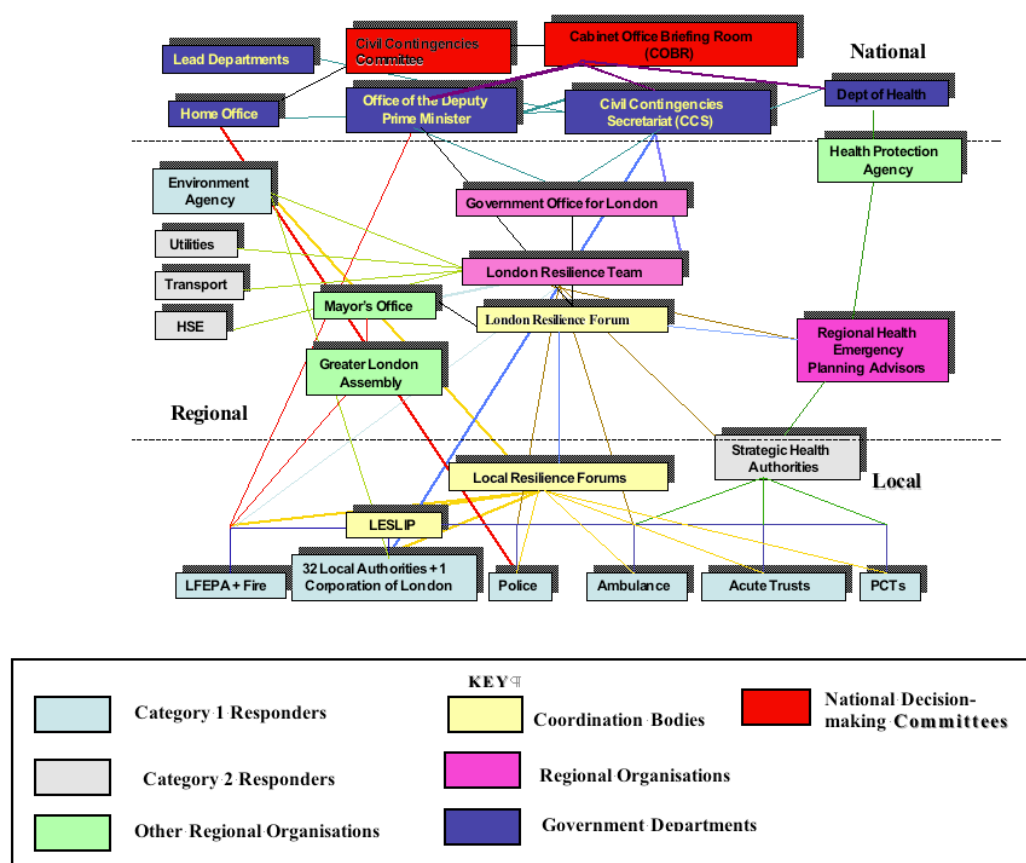 Civil Contingencies
Committee
Cabinet Office Briefing Room
(COBR)
National
Lead Departments
Home Office
Office of the Deputy
Prime Minister
Civil Contingencies
Secretariat (CCS)
Dept of Health
Health Protection
Agency
Environment
Agency
Government Office for London
Utilities
London Resilience Team
Transport
Mayor's Office
HSE
London Resilience Forum
Regional Health
Emergency
Planning Advisors
Greater London
Assembly
Regional
Strategic Health
Authorities
Local
Local Resilience Forums
LESLIP
LFEPA + Fire
32 Local Authorities + 1
Corporation of London
Police
Ambulance
Acute Trusts
PCTs
KEY¶
Category 1 Responders
Coordination Bodies
National Decision-
making Committees
Category 2 Responders
Regional Organisations
Other Regional Organisations
Government Departments